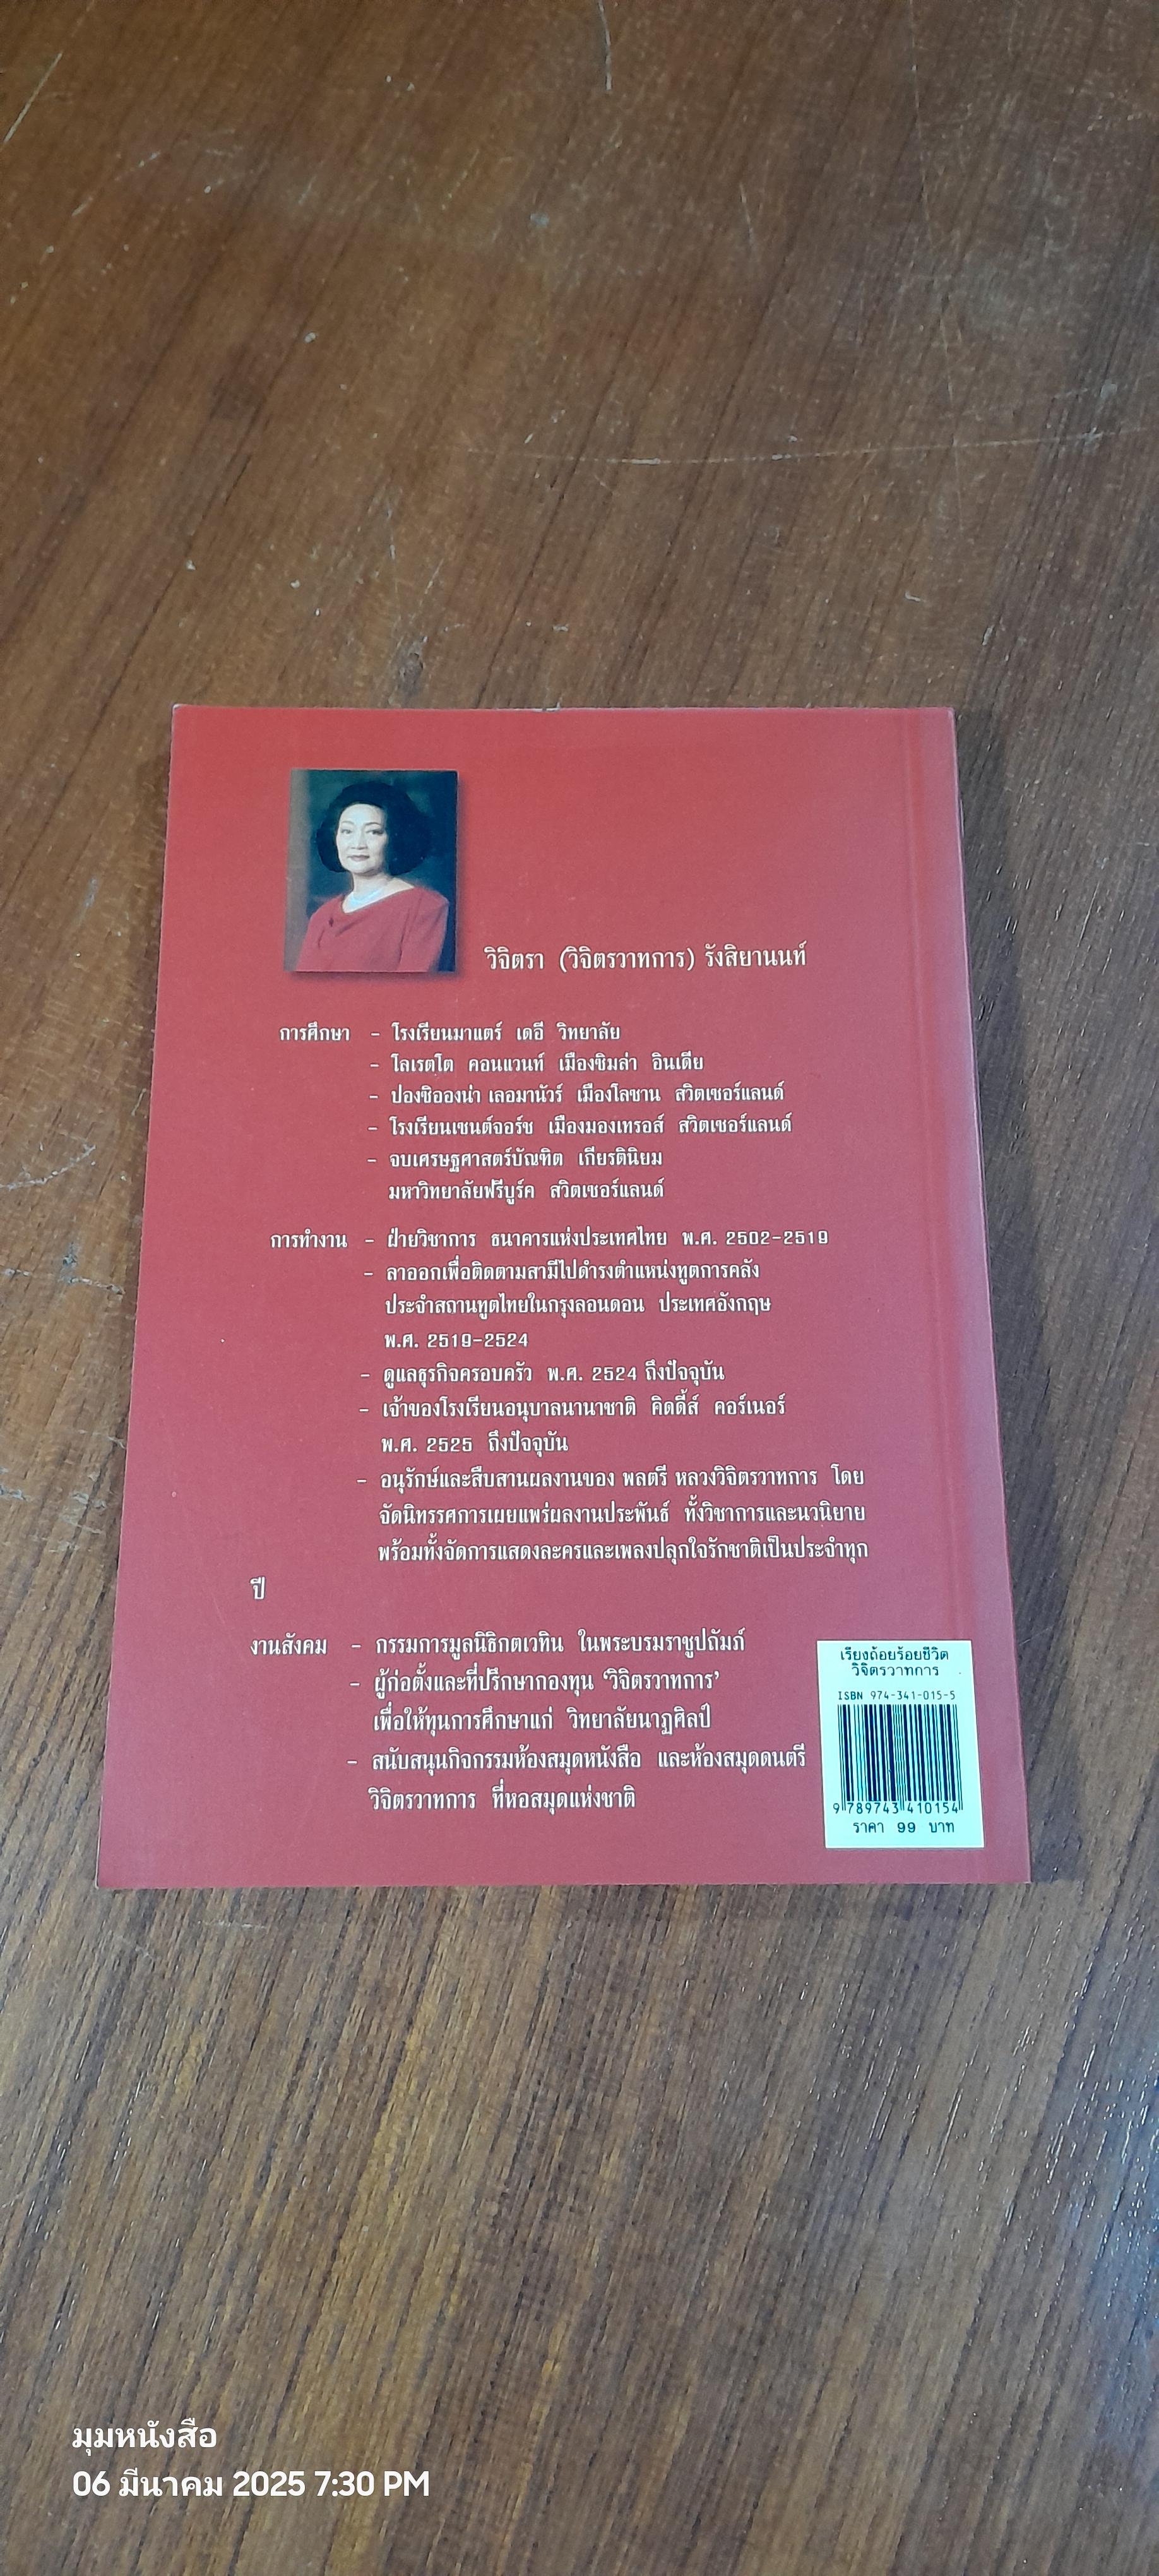 วิจิตรา (วิจิตรวาทการ) รังสิยานนท์
การศึกษา - โรงเรียนมาแตร์ เดอี วิทยาลัย
- โลเรตโต คอนแวนท์ เมืองซิมล่า อินเดีย
- ปองซิอองน่า เลอมานัวร์ เมืองโลซาน สวิตเซอร์แลนด์
- โรงเรียนเซนต์จอร์ช เมืองมองเทรอส์ สวิตเซอร์แลนด์
- จบเศรษฐศาสตร์บัณฑิต เกียรตินิยม
มหาวิทยาลัยฟรีบูร์ค สวิตเซอร์แลนด์
การทำงาน - ฝ่ายวิชาการ ธนาคารแห่งประเทศไทย พ.ศ. 2502-2519
- ลาออกเพื่อติดตามสามีไปดำรงตำแหน่งทูตการคลัง
ประจำสถานทูตไทยในกรุงลอนดอน ประเทศอังกฤษ
พ.ศ. 2519-2524
- ดูแลธุรกิจครอบครัว พ.ศ. 2524 ถึงปัจจุบัน
- เจ้าของโรงเรียนอนุบาลนานาชาติ คิดดี้ส์ คอร์เนอร์
พ.ศ. 2525 ถึงปัจจุบัน
- อนุรักษ์และสืบสานผลงานของ พลตรี หลวงวิจิตรวาทการ โดย
จัดนิทรรศการเผยแพร่ผลงานประพันธ์ ทั้งวิชาการและนวนิยาย
พร้อมทั้งจัดการแสดงละครและเพลงปลุกใจรักชาติเป็นประจำทุก
ปี
งานสังคม - กรรมการมูลนิธิกตเวทิน ในพระบรมราชูปถัมภ์
- ผู้ก่อตั้งและที่ปรึกษากองทุน 'วิจิตรวาทการ'
เพื่อให้ทุนการศึกษาแก่ วิทยาลัยนาฏศิลป์
- สนับสนุนกิจกรรมห้องสมุดหนังสือ และห้องสมุดดนตรี
วิจิตรวาทการ ที่หอสมุดแห่งชาติ
เรียงถ้อยร้อยชีวิต
วิจิตรวาทการ
ISBN 974-341-015-5
9 789743 410154
ราคา 99 บาท
มุมหนังสือ
06 มีนาคม 2025 7:30 PM